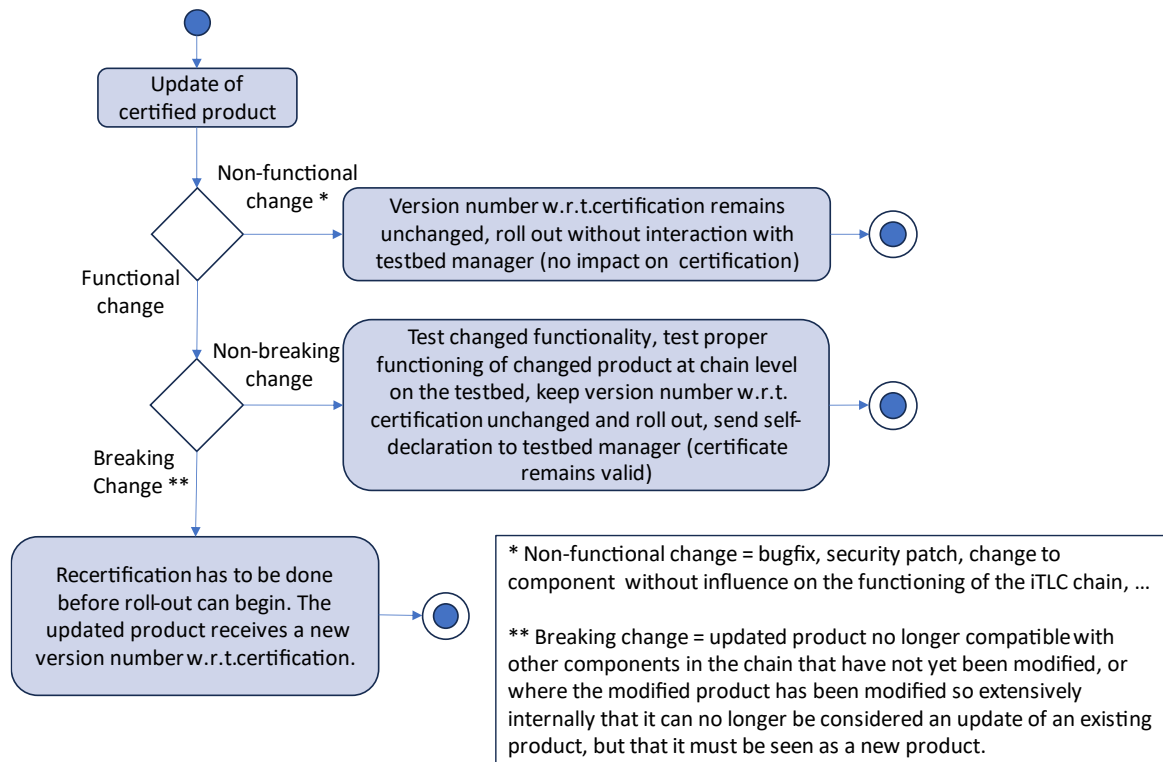 Update of
certified product
Non-functional
change *
Version number w.r.t.certification remains
unchanged, roll out without interaction with
testbed manager (no impact on certification)
Functional
change
Non-breaking
change
Test changed functionality, test proper
functioning of changed product at chain level
on the testbed, keep version number w.r.t.
certification unchanged and roll out, send self-
declaration to testbed manager (certificate
remains valid)
Breaking
Change **
Recertification has to be done
before roll-out can begin. The
updated product receives a new
version number w.r.t.certification.
* Non-functional change = bugfix, security patch, change to
component without influence on the functioning of the iTLC chain, ...
** Breaking change = updated product no longer compatible with
other components in the chain that have not yet been modified, or
where the modified product has been modified so extensively
internally that it can no longer be considered an update of an existing
product, but that it must be seen as a new product.